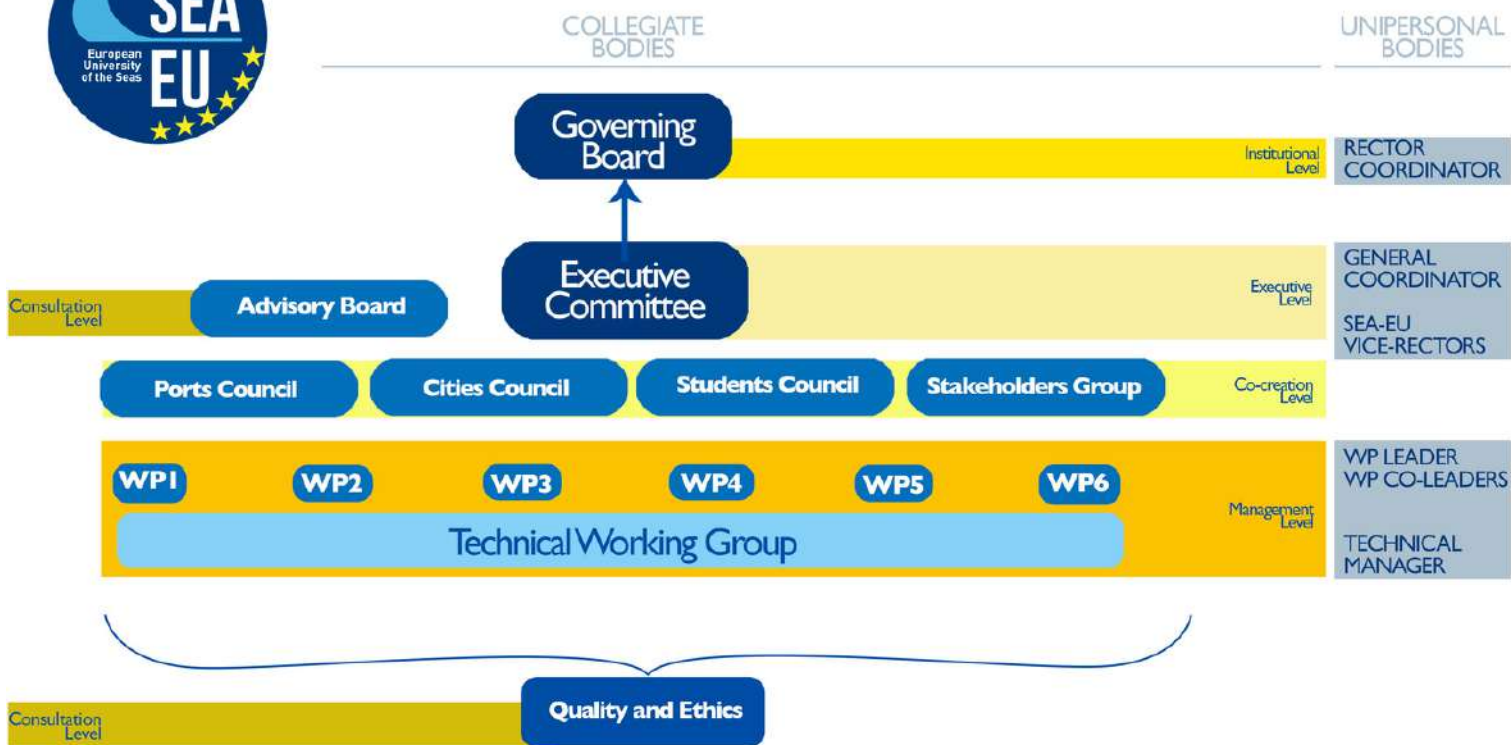 SEA
European
University
of the Seas
EU
COLLEGIATE
BODIES
UNIPERSONAL
BODIES
Governing
Board
Institutional
Level
RECTOR
COORDINATOR
Executive
Committee
Executive
Level
GENERAL
COORDINATOR
SEA-EU
VICE-RECTORS
Consultation
Level
Advisory Board
Ports Council
Cities Council
Students Council
Stakeholders Group
Co-creation
Level
WP1
WP2
WP3
WP4
WP5
WP6
Technical Working Group
Management
Level
WP LEADER
WP CO-LEADERS
TECHNICAL
MANAGER
Quality and Ethics
Consultation
Level